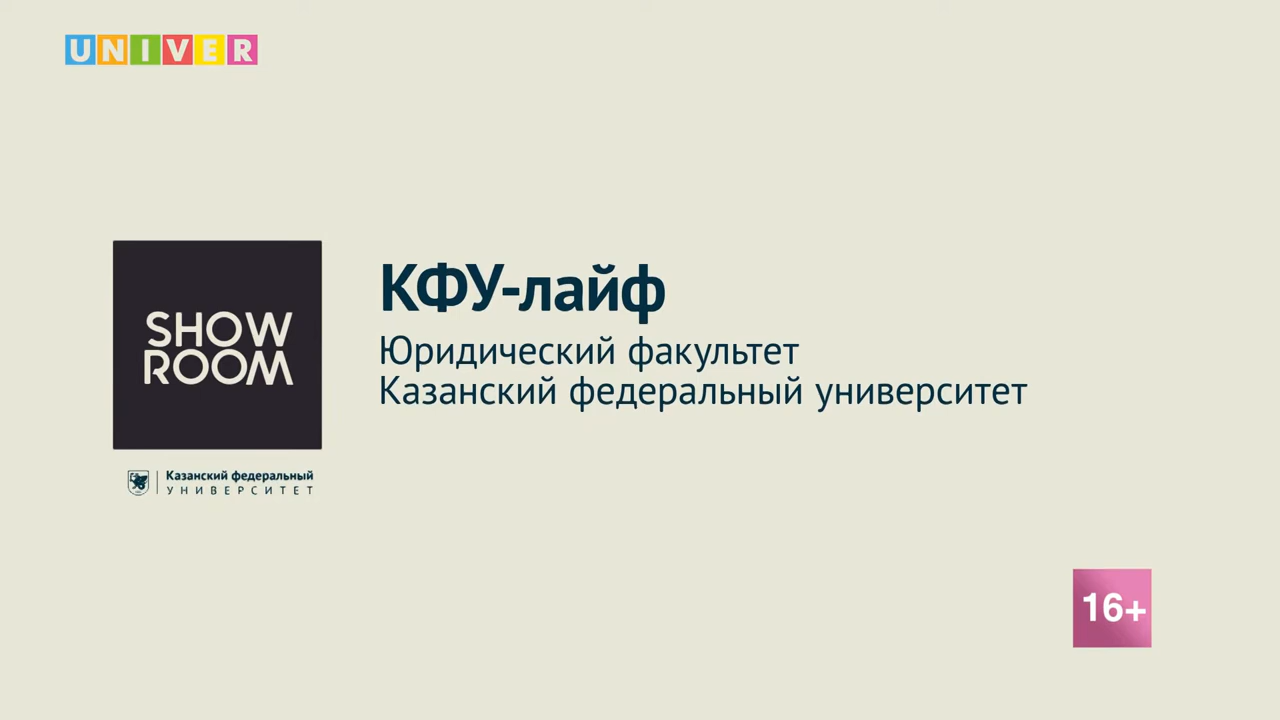 UNIVER
SHOW
ROOM
КФУ-лайф
Юридический факультет
Казанский федеральный университет
Казанский федеральный
УНИВЕРСИТЕТ
16+